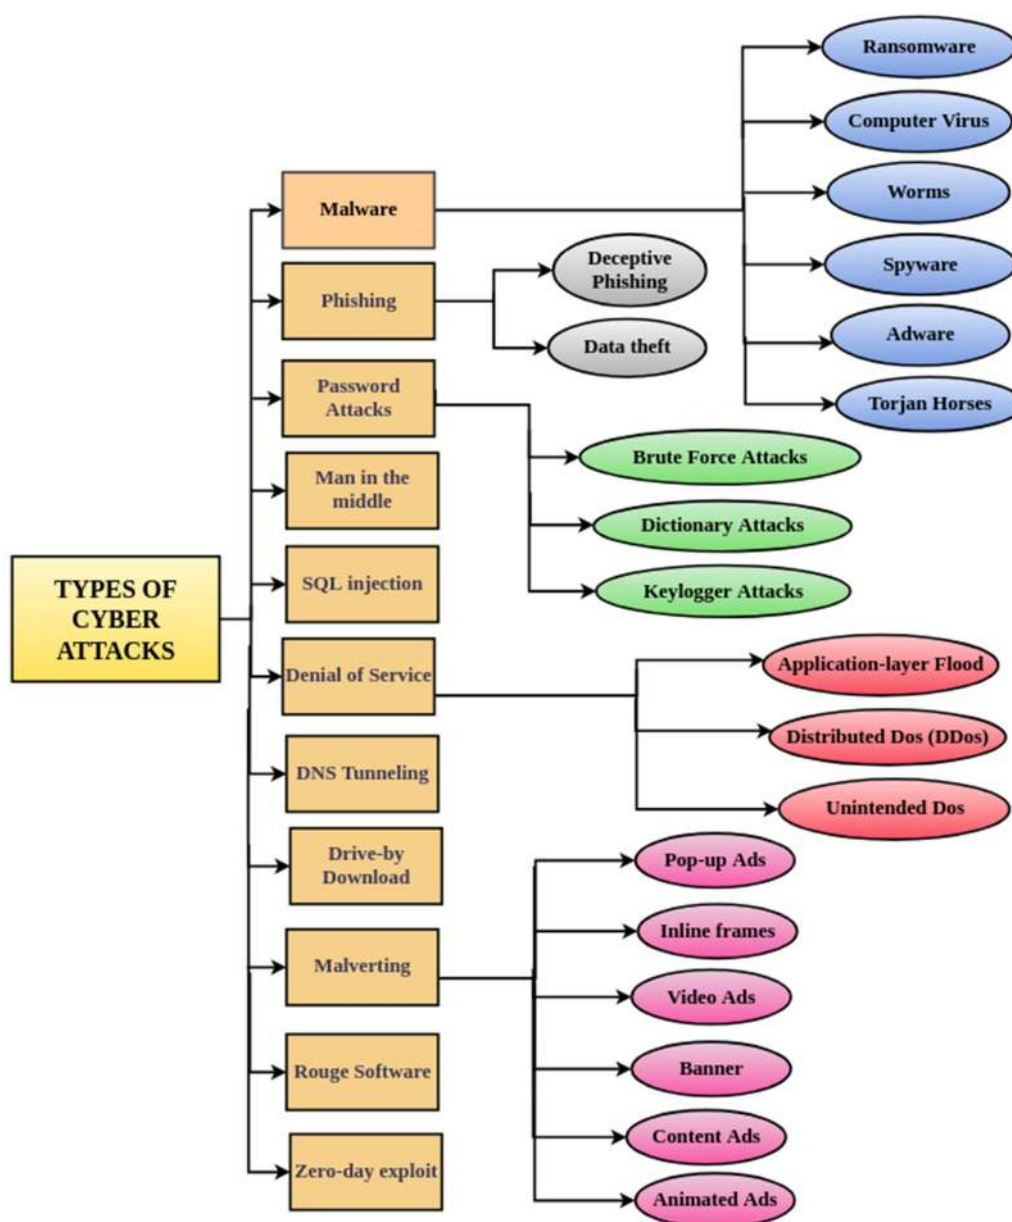 TYPES OF
CYBER
ATTACKS
Malware
Ransomware
Computer Virus
Worms
Spyware
Adware
Torjan Horses
Phishing
Deceptive
Phishing
Data theft
Password
Attacks
Brute Force Attacks
Dictionary Attacks
Keylogger Attacks
Man in the
middle
SQL injection
Denial of Service
Application-layer Flood
Distributed Dos (DDos)
Unintended Dos
DNS Tunneling
Drive-by
Download
Malverting
Pop-up Ads
Inline frames
Video Ads
Banner
Content Ads
Animated Ads
Rouge Software
Zero-day exploit